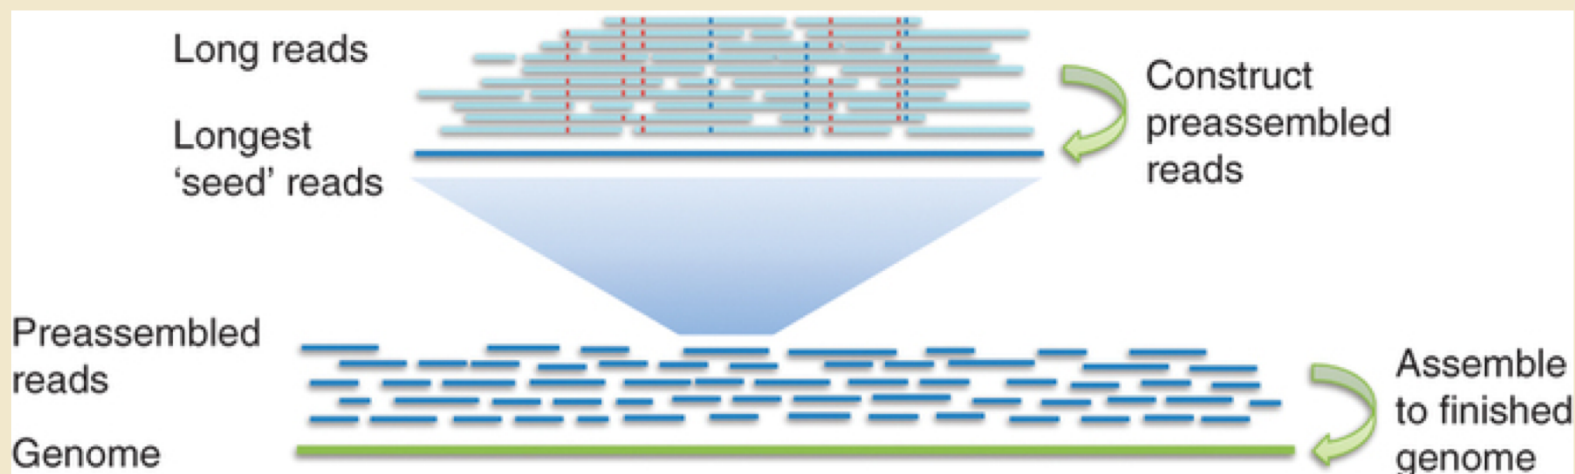 Long reads
Longest
‘seed’ reads
Construct
preassembled
reads
Preassembled
reads
Genome
Assemble
to finished
genome